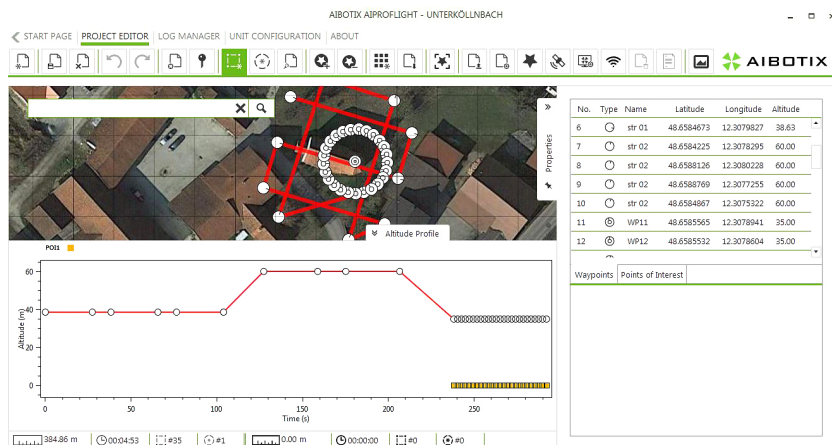 AIBOTIX AIPROFLIGHT - UNTERKÖLLNBACH
START PAGE PROJECT EDITOR LOG MANAGER UNIT CONFIGURATION ABOUT
AIBOTIX
Properties
No. Type Name Latitude Longitude Altitude
6 str 01 48.6584673 12.3079827 38.63
7 str 02 48.6584225 12.3078295 60.00
8 str 02 48.6588126 12.3080228 60.00
9 str 02 48.6588769 12.3077255 60.00
10 str 02 48.6584867 12.3075322 60.00
11 WP11 48.6585565 12.3078941 35.00
12 WP12 48.6585532 12.3078604 35.00
Waypoints Points of Interest
Altitude Profile
POI1
Altitude (m)
60
40
20
0
0 50 100 150 200 250
Time (s)
384.86 m 00:04:53 #35 #1 0.00 m 00:00:00 #0 #0